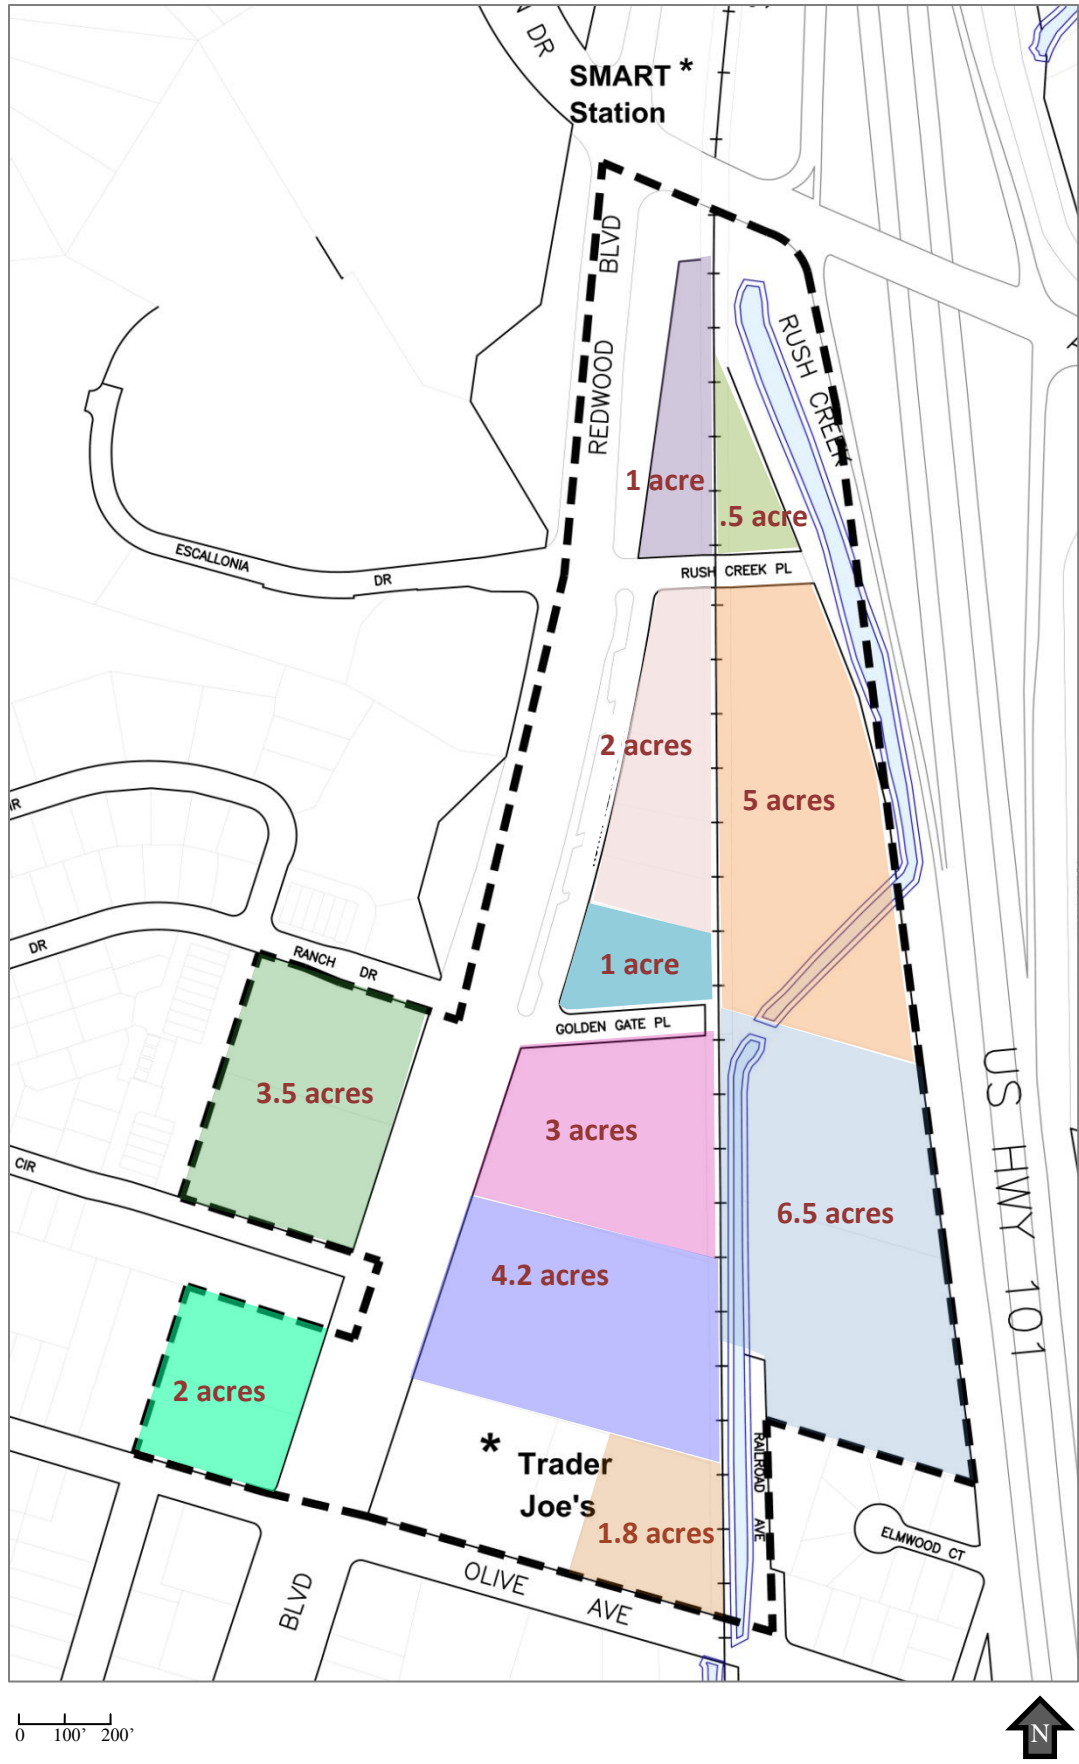 DR
SMART *
Station
REDWOOD BLVD
RUSH CREEK
1 acre
.5 acre
ESCALLONIA DR
RUSH CREEK PL
2 acres
5 acres
IR
DR
RANCH DR
1 acre
GOLDEN GATE PL
3.5 acres
3 acres
US HWY 101
CIR
6.5 acres
4.2 acres
2 acres
* Trader
Joe's
RAILROAD AVE
1.8 acres
ELMWOOD CT
OLIVE AVE
BLVD
0 100' 200'
N